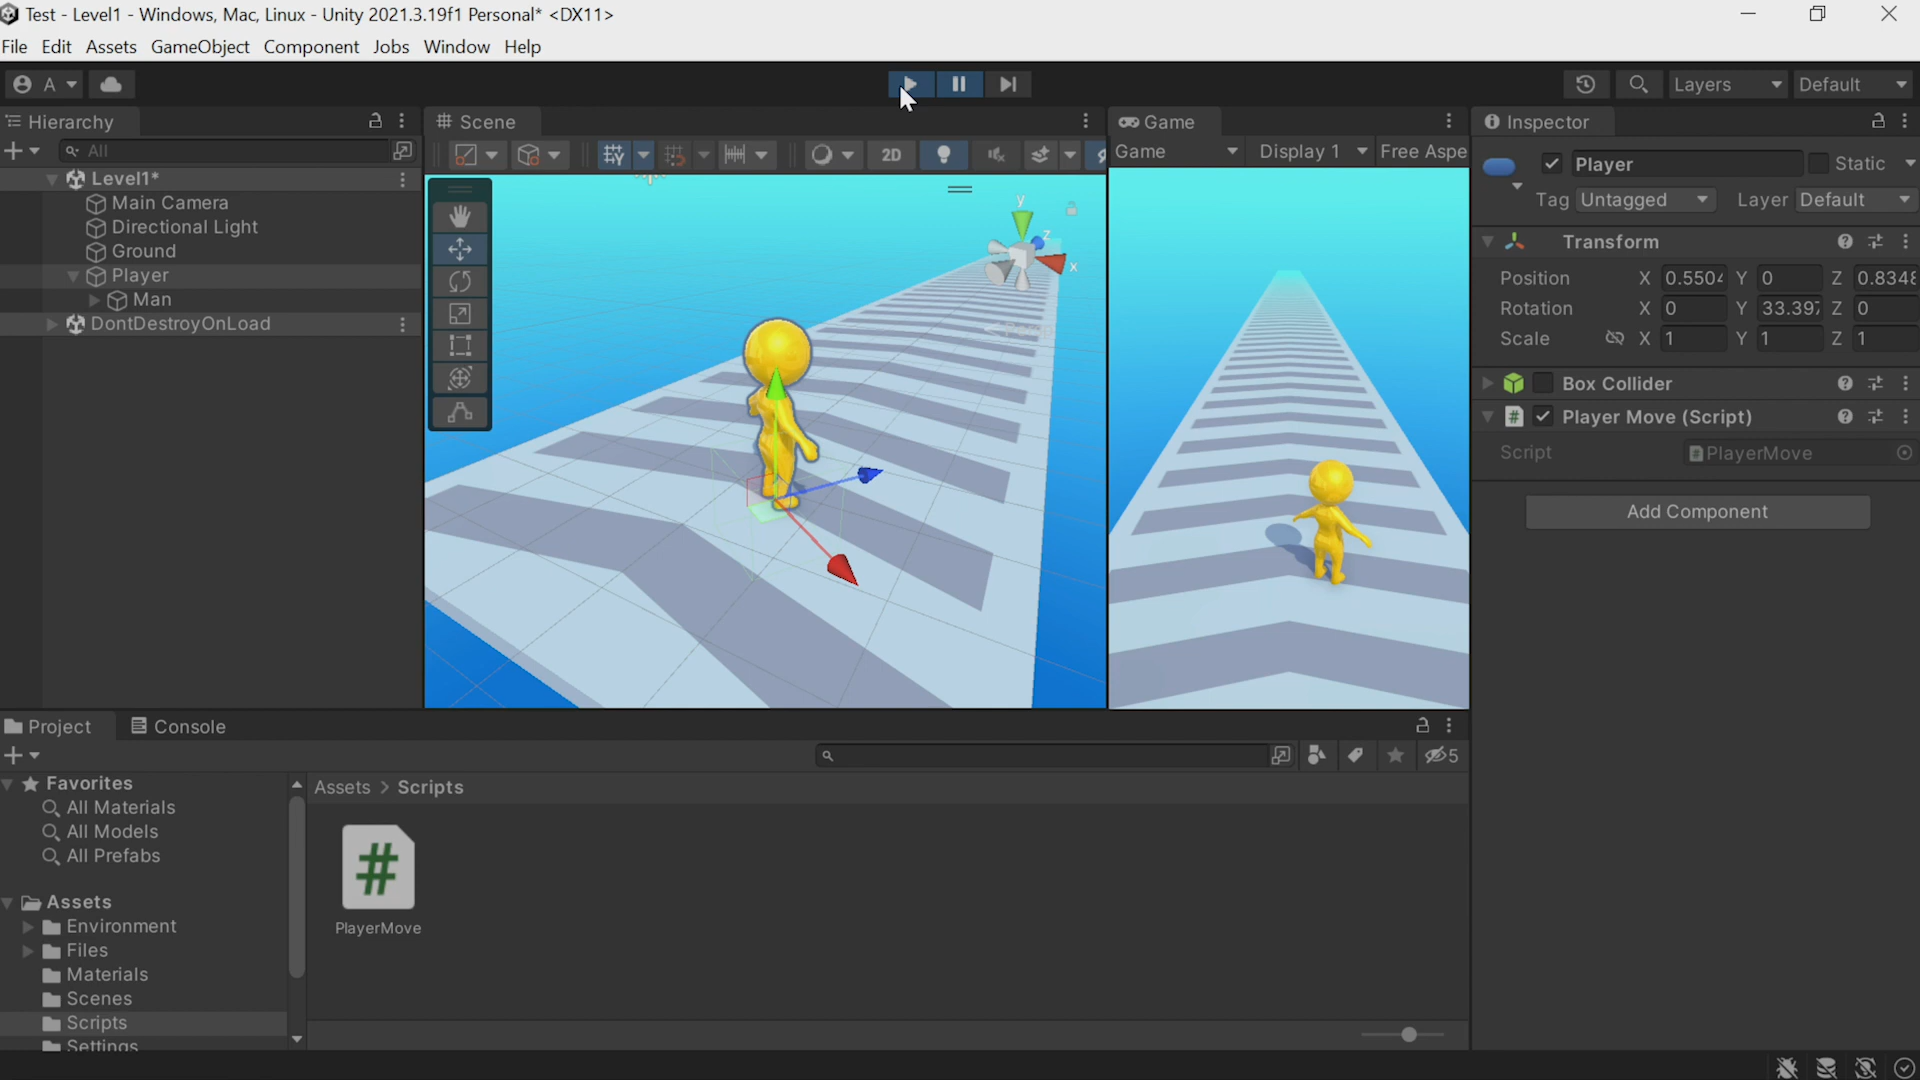 Test - Level1 - Windows, Mac, Linux - Unity 2021.3.19f1 Personal* <DX11>
File Edit Assets GameObject Component Jobs Window Help
A Layers Default
Hierarchy
All
Level1*
Main Camera
Directional Light
Ground
Player
Man
DontDestroyOnLoad
Scene
2D
y
z
x
Game
Game Display 1 Free Aspe
Inspector
Player Static
Tag Untagged Layer Default
Transform
Position X 0.5504 Y 0 Z 0.8348
Rotation X 0 Y 33.397 Z 0
Scale X 1 Y 1 Z 1
Box Collider
# Player Move (Script)
Script PlayerMove
Add Component
Project Console
5
Favorites
All Materials
All Models
All Prefabs
Assets
Environment
Files
Materials
Scenes
Scripts
Settings
Assets > Scripts
#
PlayerMove